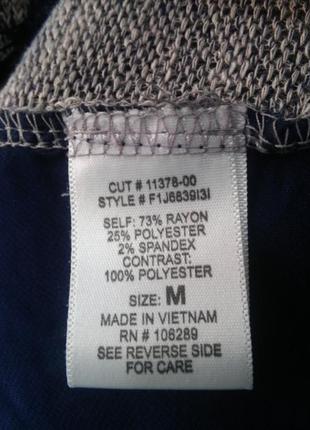 CUT # 11378-00
STYLE # F1J6839I3I
SELF: 73% RAYON
25% POLYESTER
2% SPANDEX
CONTRAST:
100% POLYESTER
SIZE: M
MADE IN VIETNAM
RN # 106289
SEE REVERSE SIDE
FOR CARE